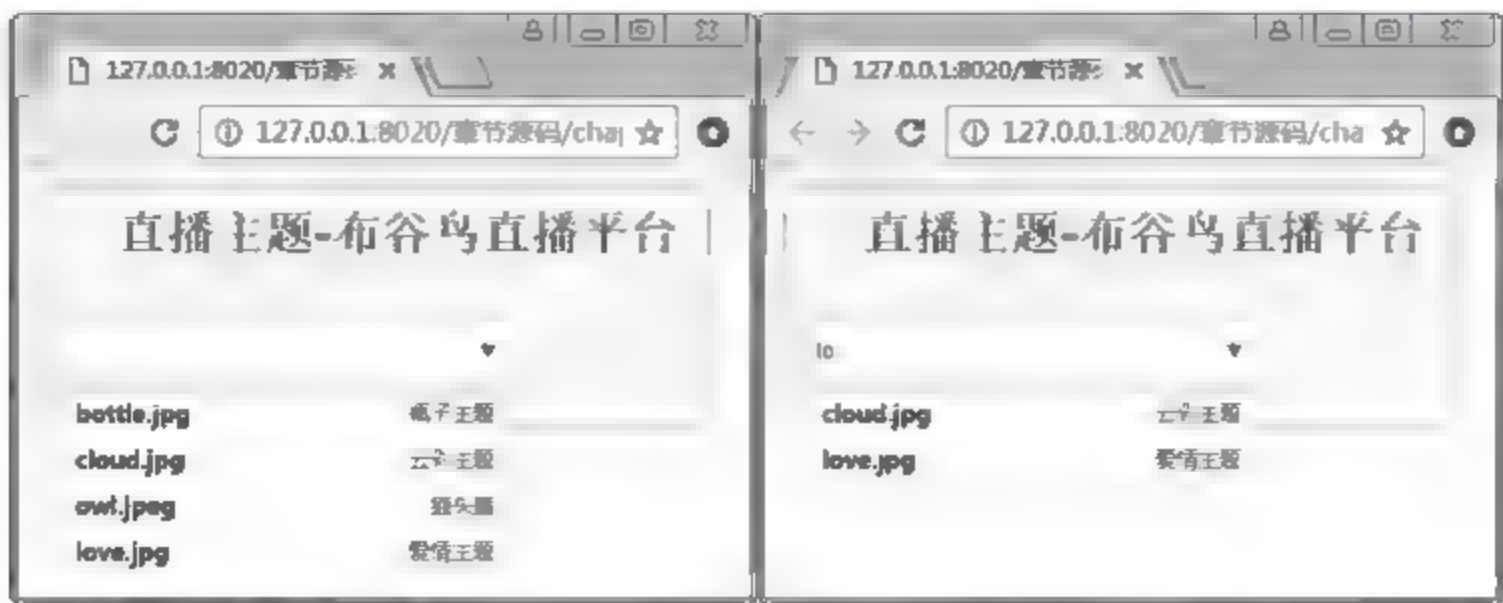 127.0.0.1:8020/章节源
127.0.0.1:8020/章节源码/cha
直播主题-布谷鸟直播平台
bottle.jpg 瓶子主题
cloud.jpg 云彩主题
owl.jpeg 猫头鹰
love.jpg 爱情主题
127.0.0.1:8020/章节源
127.0.0.1:8020/章节源码/cha
直播主题-布谷鸟直播平台
lo
cloud.jpg 云彩主题
love.jpg 爱情主题